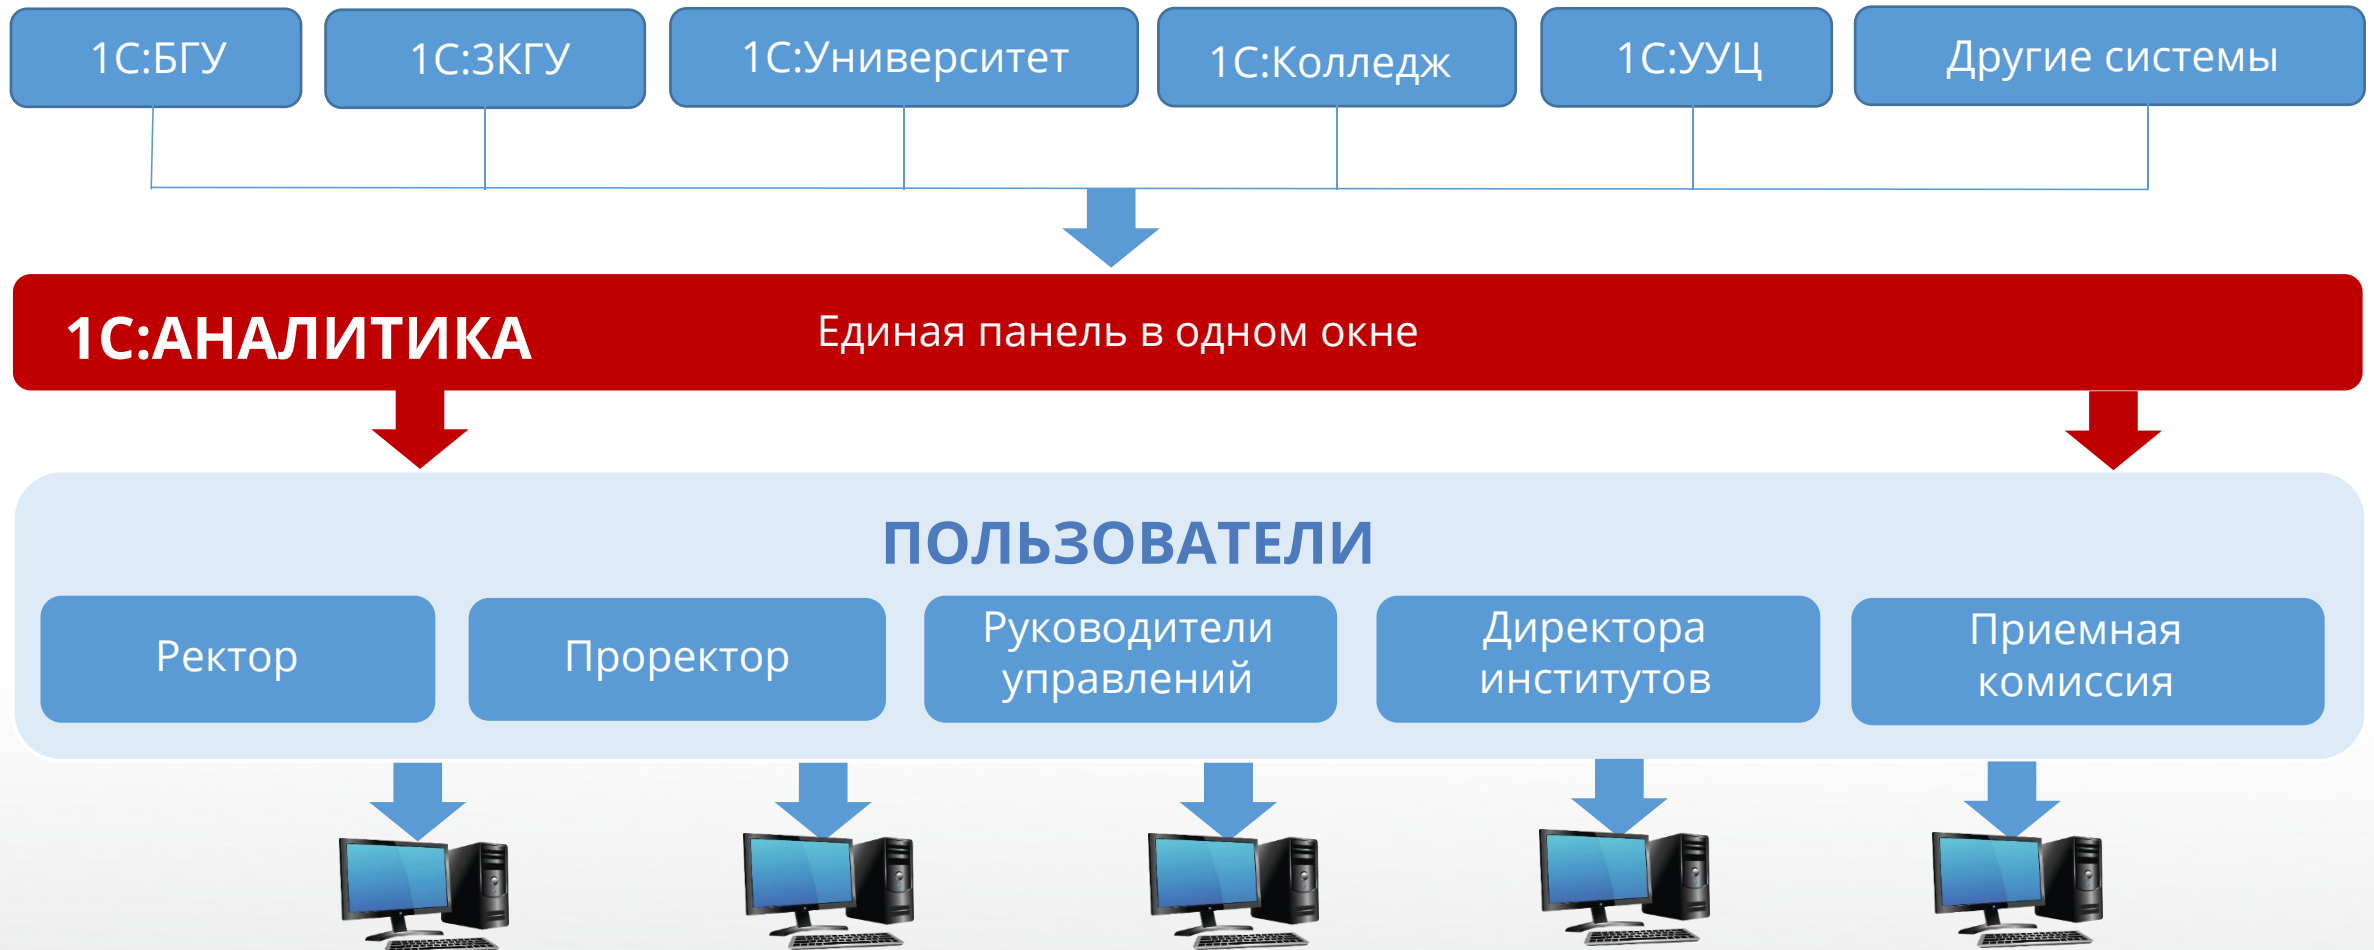 1С:БГУ
1С:ЗКГУ
1С:Университет
1С:Колледж
1С:УУЦ
Другие системы
1С:АНАЛИТИКА
Единая панель в одном окне
ПОЛЬЗОВАТЕЛИ
Ректор
Проректор
Руководители
управлений
Директора
институтов
Приемная
комиссия